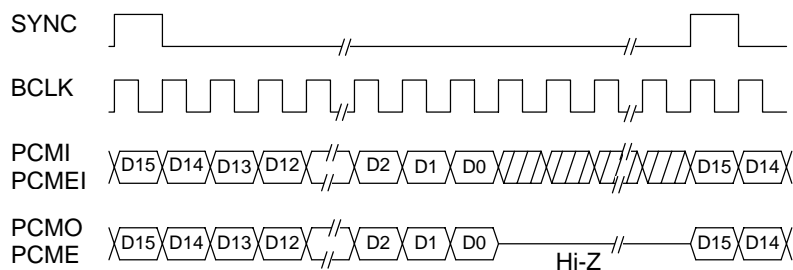 SYNC
BCLK
PCMI
PCMEI
D15 D14 D13 D12 D2 D1 D0 D15 D14
PCMO
PCME
D15 D14 D13 D12 D2 D1 D0 D15 D14
Hi-Z